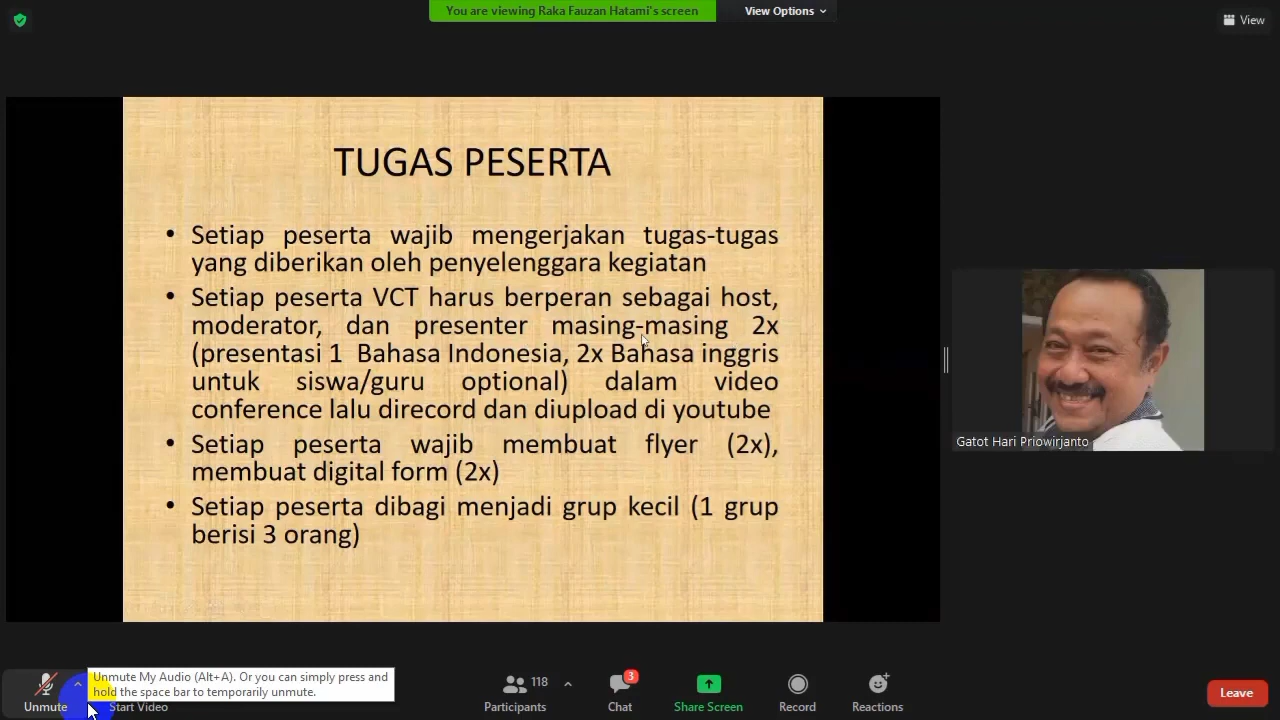 You are viewing Raka Fauzan Hatami's screen
View Options
View
TUGAS PESERTA
• Setiap peserta wajib mengerjakan tugas-tugas
yang diberikan oleh penyelenggara kegiatan
• Setiap peserta VCT harus berperan sebagai host,
moderator, dan presenter masing-masing 2x
(presentasi 1 Bahasa Indonesia, 2x Bahasa inggris
untuk siswa/guru optional) dalam video
conference lalu direcord dan diupload di youtube
• Setiap peserta wajib membuat flyer (2x),
membuat digital form (2x)
• Setiap peserta dibagi menjadi grup kecil (1 grup
berisi 3 orang)
Gatot Hari Priowirjanto
Unmute My Audio (Alt+A). Or you can simply press and
hold the space bar to temporarily unmute.
Unmute
Start Video
118
Participants
3
Chat
Share Screen
Record
Reactions
Leave